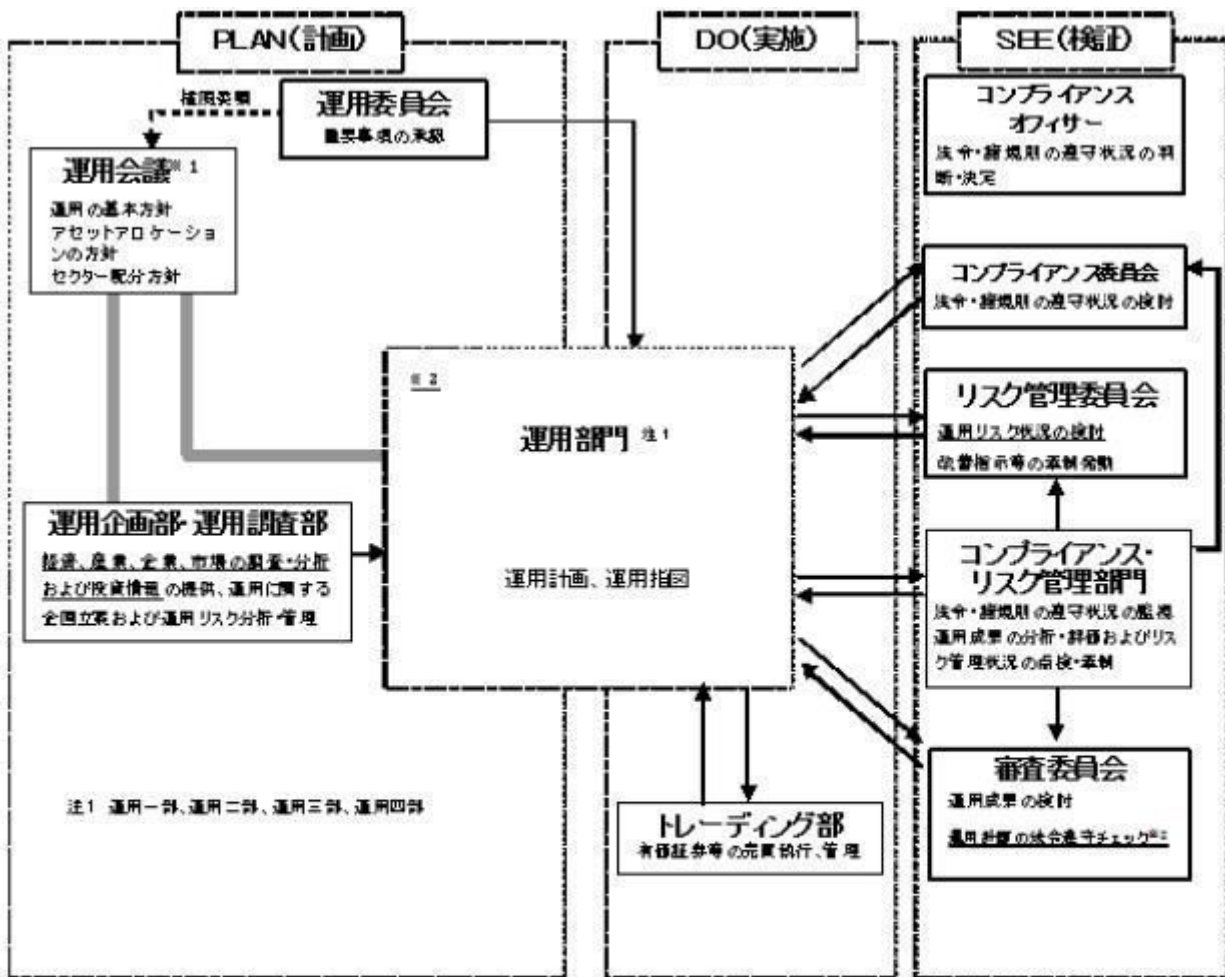 PLAN(計画)
DO(実施)
SEE(検証)
権限委譲
運用委員会
重要事項の承認
運用会議※1
運用の基本方針
アセットアロケーショ
ンの方針
セクター配分方針
※2
運用部門 注1
運用計画、運用指図
運用企画部・運用調査部
経済、産業、企業、市場の調査・分析
および投資情報の提供、運用に関する
企画立案および運用リスク分析・管理
注1 運用一部、運用二部、運用三部、運用四部
トレーディング部
有価証券等の売買執行、管理
コンプライアンス
オフィサー
法令・諸規則の遵守状況の判
断・決定
コンプライアンス委員会
法令・諸規則の遵守状況の検討
リスク管理委員会
運用リスク状況の検討
改善指示等の牽制発動
コンプライアンス・
リスク管理部門
法令・諸規則の遵守状況の監視
運用成果の分析・評価およびリス
ク管理状況の点検・牽制
審査委員会
運用成果の検討
運用計画の法令遵守チェック